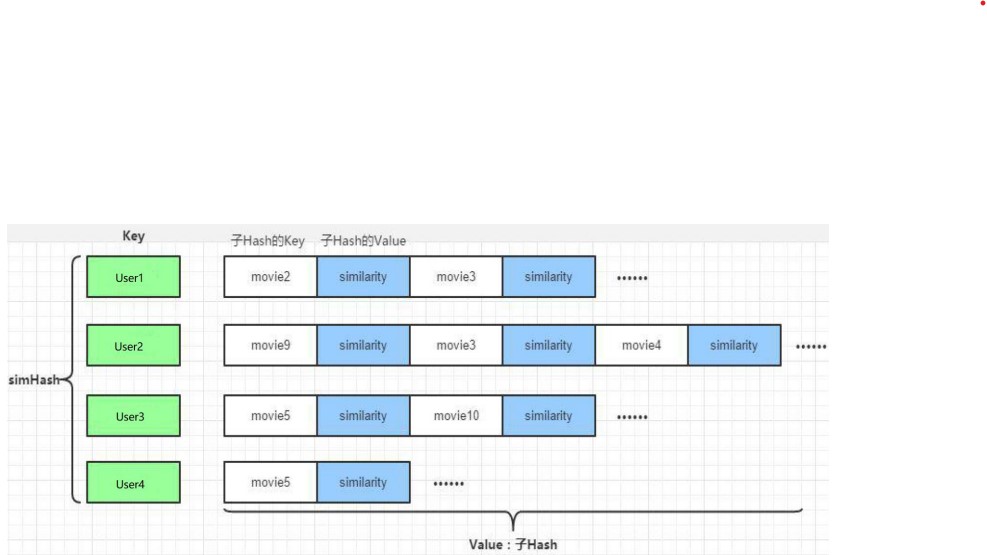 Key
子Hash的Key 子Hash的Value
User1 movie2 similarity movie3 similarity ······
User2 movie9 similarity movie3 similarity movie4 similarity ······
simHash
User3 movie5 similarity movie10 similarity ······
User4 movie5 similarity ······
Value：子Hash